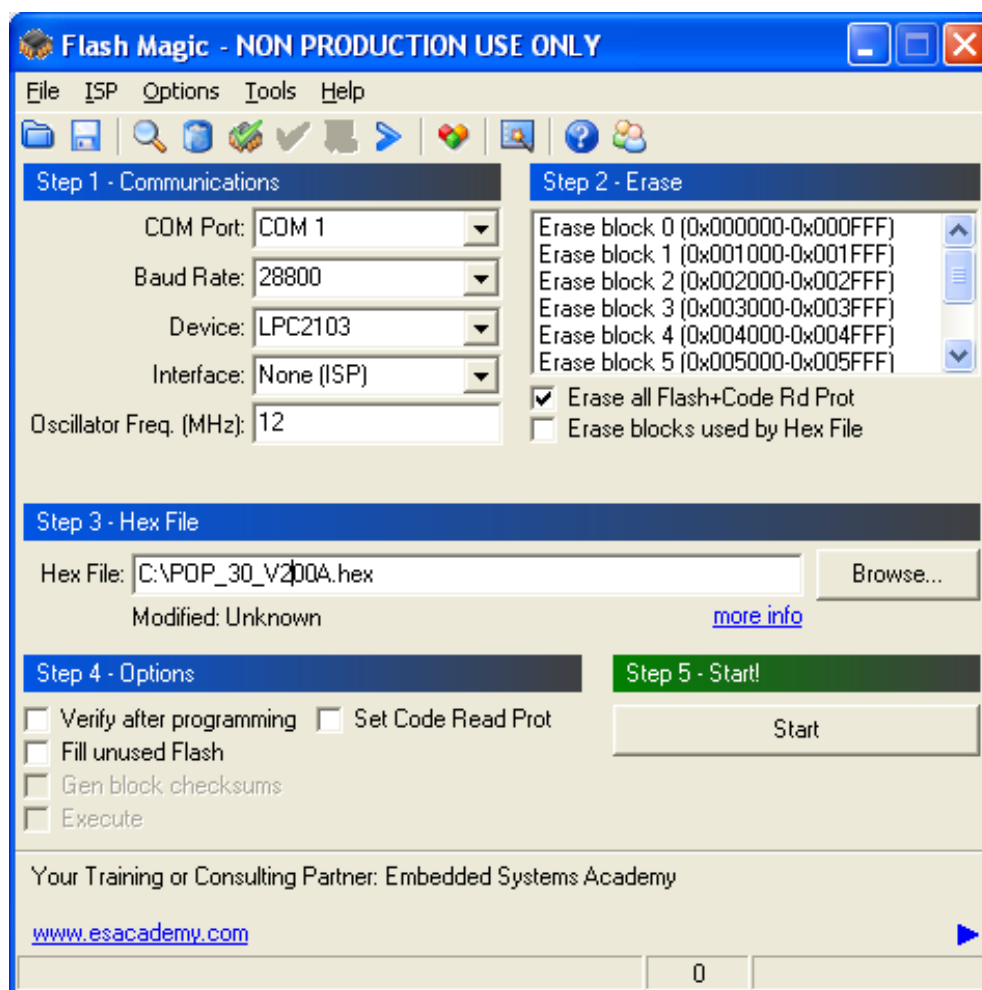 Flash Magic - NON PRODUCTION USE ONLY
File ISP Options Tools Help
Step 1 - Communications
COM Port: COM 1
Baud Rate: 28800
Device: LPC2103
Interface: None (ISP)
Oscillator Freq. (MHz): 12
Step 2 - Erase
Erase block 0 (0x000000-0x000FFF)
Erase block 1 (0x001000-0x001FFF)
Erase block 2 (0x002000-0x002FFF)
Erase block 3 (0x003000-0x003FFF)
Erase block 4 (0x004000-0x004FFF)
Erase block 5 (0x005000-0x005FFF)
Erase all Flash+Code Rd Prot
Erase blocks used by Hex File
Step 3 - Hex File
Hex File: C:\POP_30_V200A.hex Browse...
Modified: Unknown more info
Step 4 - Options
Verify after programming Set Code Read Prot
Fill unused Flash
Gen block checksums
Execute
Step 5 - Start!
Start
Your Training or Consulting Partner: Embedded Systems Academy
www.esacademy.com
0